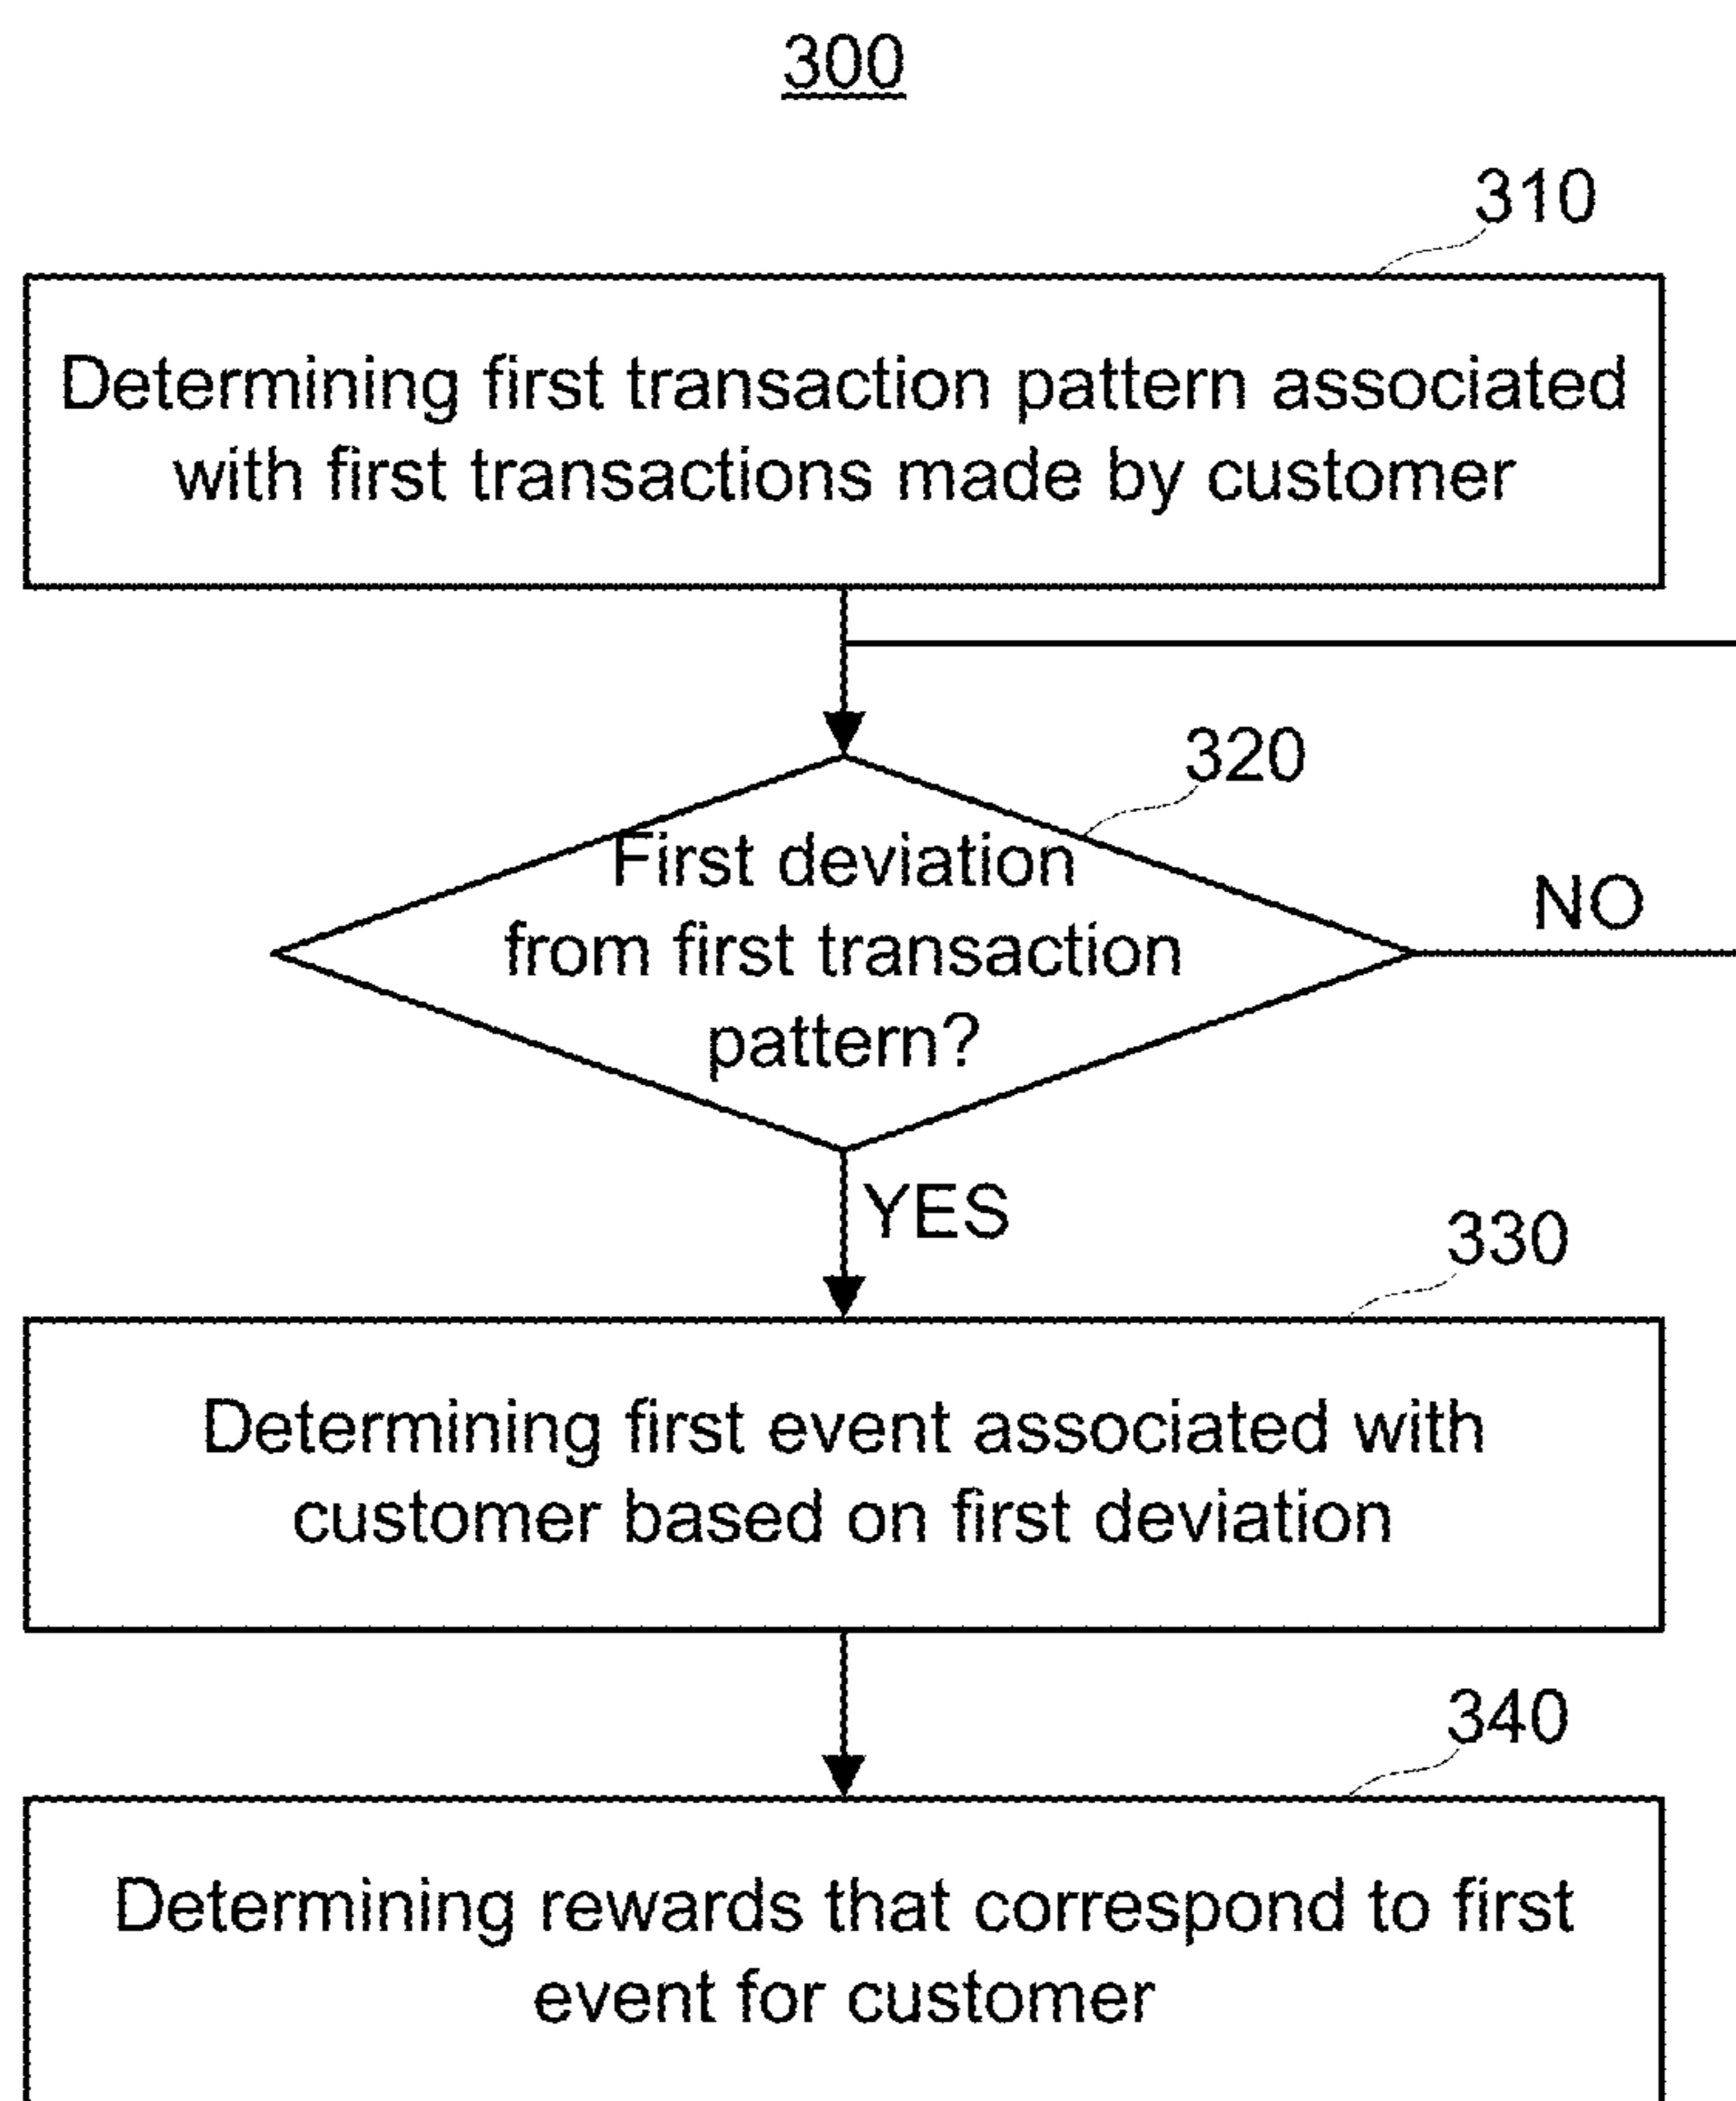 300
310
Determining first transaction pattern associated
with first transactions made by customer
320
First deviation
from first transaction
pattern?
NO
YES
330
Determining first event associated with
customer based on first deviation
340
Determining rewards that correspond to first
event for customer